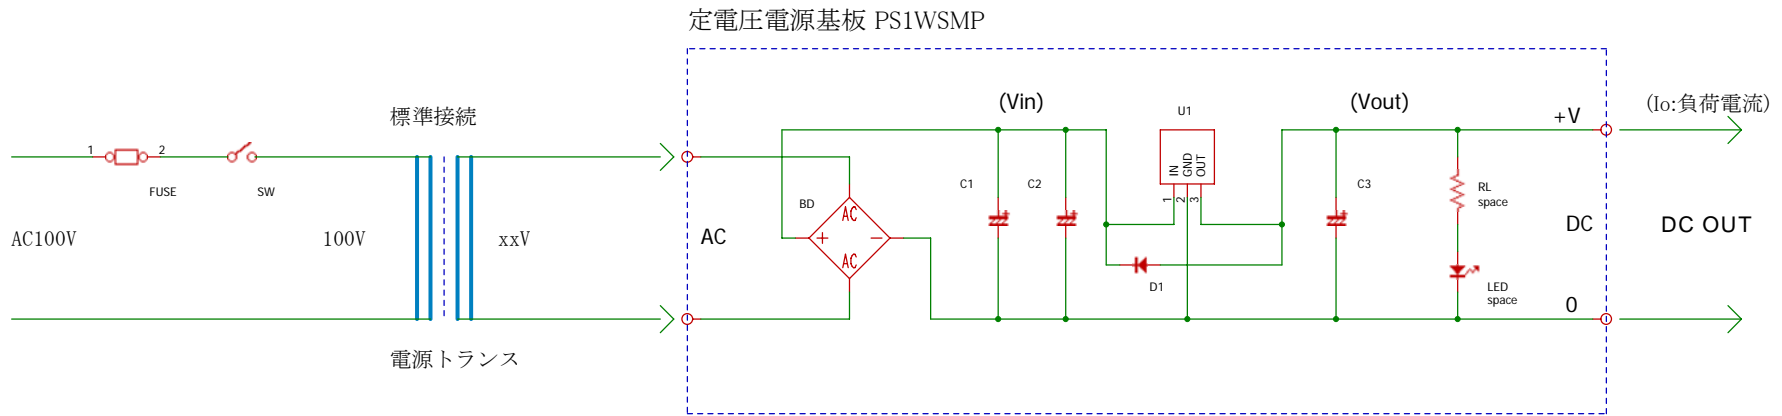 定電圧電源基板 PS1WSMP
標準接続
(Vin)
U1
(Vout)
+V
(Io:負荷電流)
1
2
FUSE
SW
IN
GND
OUT
1
2
3
C1
C2
C3
RL
space
BD
AC
+
−
AC
AC100V
100V
xxV
AC
DC
DC OUT
D1
LED
space
0
電源トランス